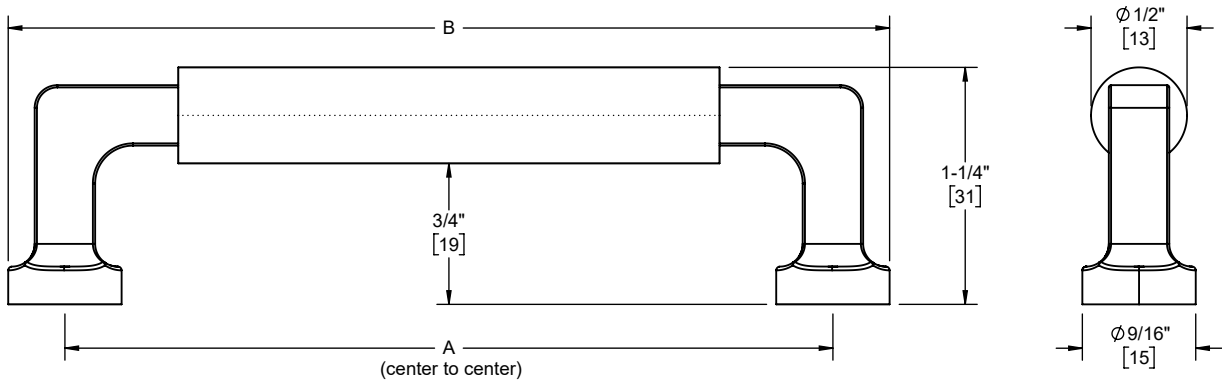 B
⌀1/2"
[13]
3/4"
[19]
1-1/4"
[31]
A
(center to center)
⌀9/16"
[15]